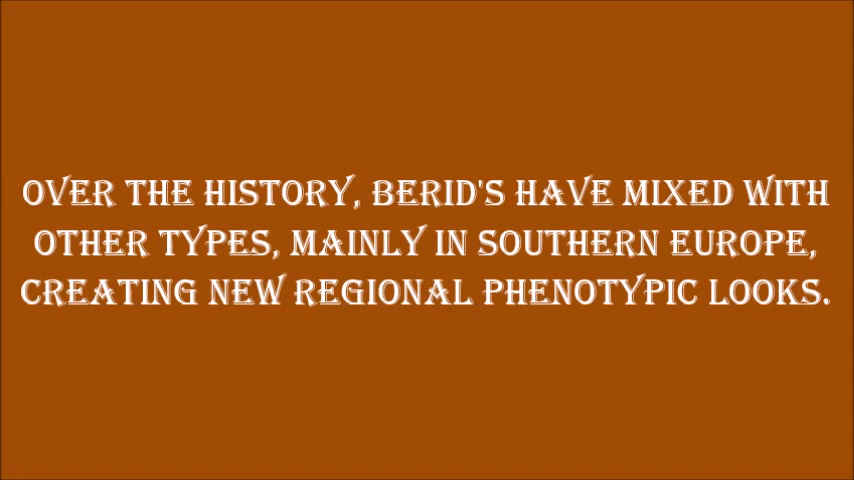 OVER THE HISTORY, BERID'S HAVE MIXED WITH
OTHER TYPES, MAINLY IN SOUTHERN EUROPE,
CREATING NEW REGIONAL PHENOTYPIC LOOKS.